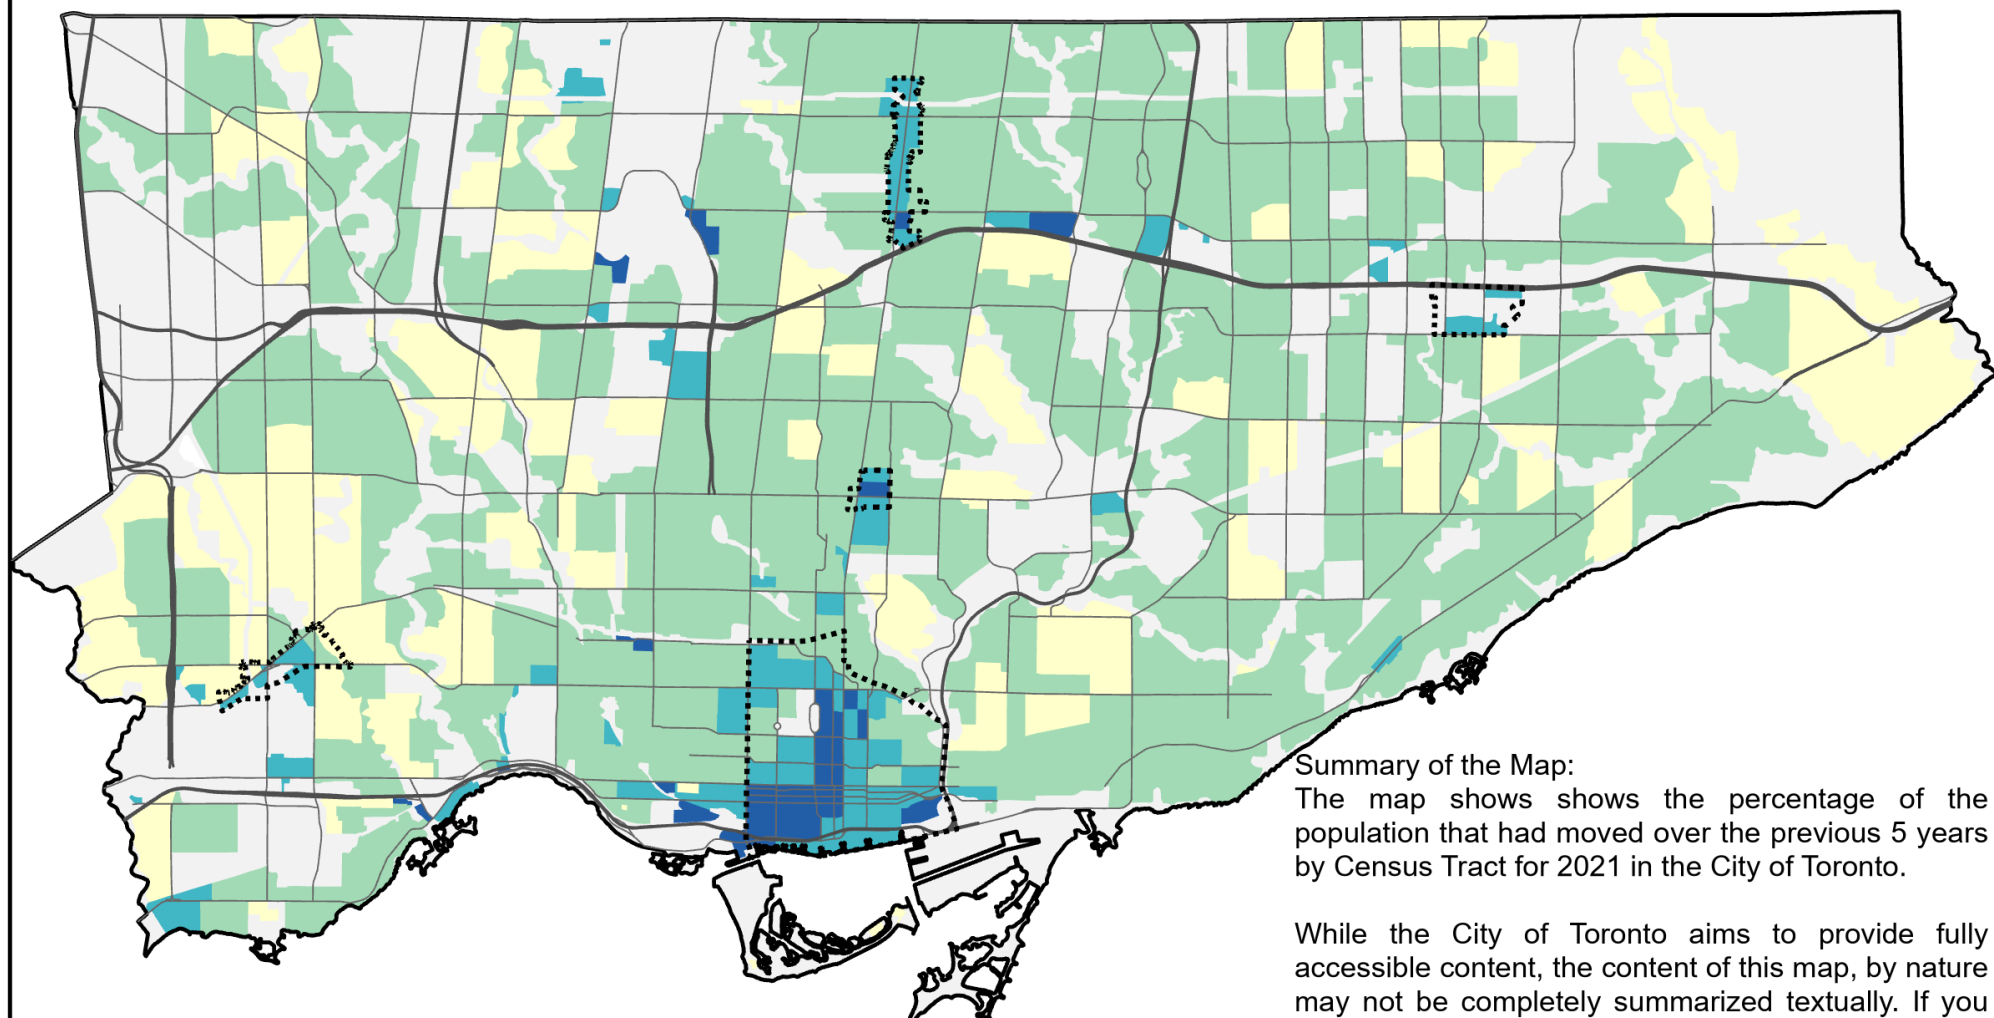 Summary of the Map:
The map shows shows the percentage of the
population that had moved over the previous 5 years
by Census Tract for 2021 in the City of Toronto.
While the City of Toronto aims to provide fully
accessible content, the content of this map, by nature
may not be completely summarized textually. If you